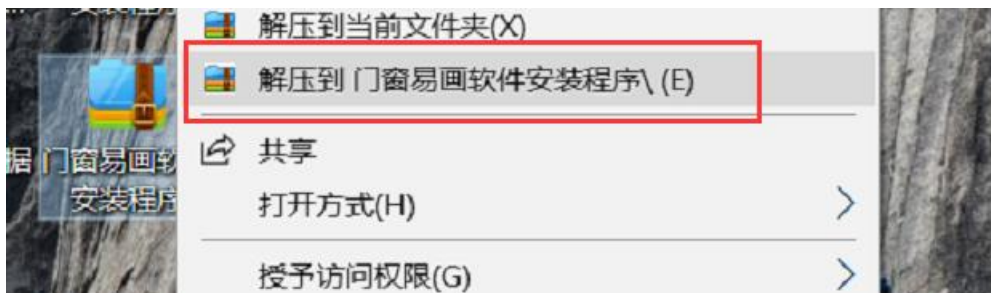 解压到当前文件夹(X)
解压到 门窗易画软件安装程序\ (E)
据 门窗易画软
安装程序
共享
打开方式(H)
授予访问权限(G)